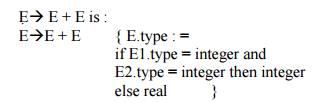 E→ E + E is :
E→E + E { E.type : =
if E1.type = integer and
E2.type = integer then integer
else real }